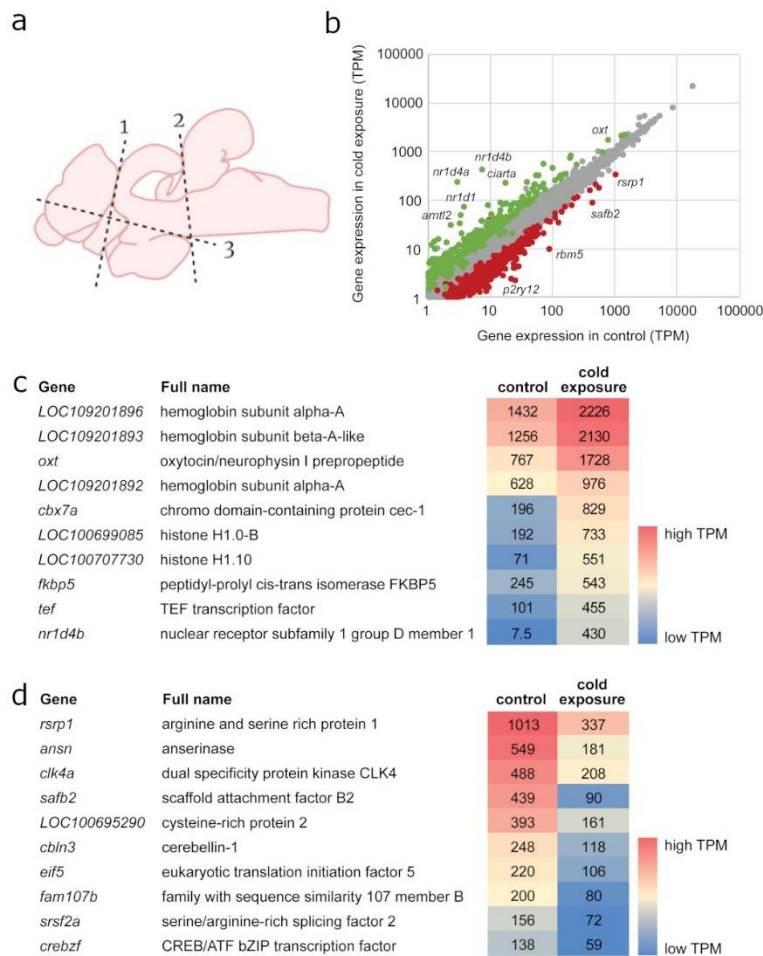 a
1
2
3
b
Gene expression in cold exposure (TPM)
100000
10000
1000
100
10
1
oxt
nr1d4b
nr1d4a
ciarta
nr1d1
amtl2
rsrp1
safb2
rbm5
p2ry12
1 10 100 1000 10000 100000
Gene expression in control (TPM)
c Gene Full name control cold exposure
LOC109201896 hemoglobin subunit alpha-A 1432 2226
LOC109201893 hemoglobin subunit beta-A-like 1256 2130
oxt oxytocin/neurophysin I prepropeptide 767 1728
LOC109201892 hemoglobin subunit alpha-A 628 976
cbx7a chromo domain-containing protein cec-1 196 829
LOC100699085 histone H1.0-B 192 733
LOC100707730 histone H1.10 71 551
fkbp5 peptidyl-prolyl cis-trans isomerase FKBP5 245 543
tef TEF transcription factor 101 455
nr1d4b nuclear receptor subfamily 1 group D member 1 7.5 430
high TPM
low TPM
d Gene Full name control cold exposure
rsrp1 arginine and serine rich protein 1 1013 337
ansn anserinase 549 181
clk4a dual specificity protein kinase CLK4 488 208
safb2 scaffold attachment factor B2 439 90
LOC100695290 cysteine-rich protein 2 393 161
cbln3 cerebellin-1 248 118
eif5 eukaryotic translation initiation factor 5 220 106
fam107b family with sequence similarity 107 member B 200 80
srsf2a serine/arginine-rich splicing factor 2 156 72
crebzf CREB/ATF bZIP transcription factor 138 59
high TPM
low TPM